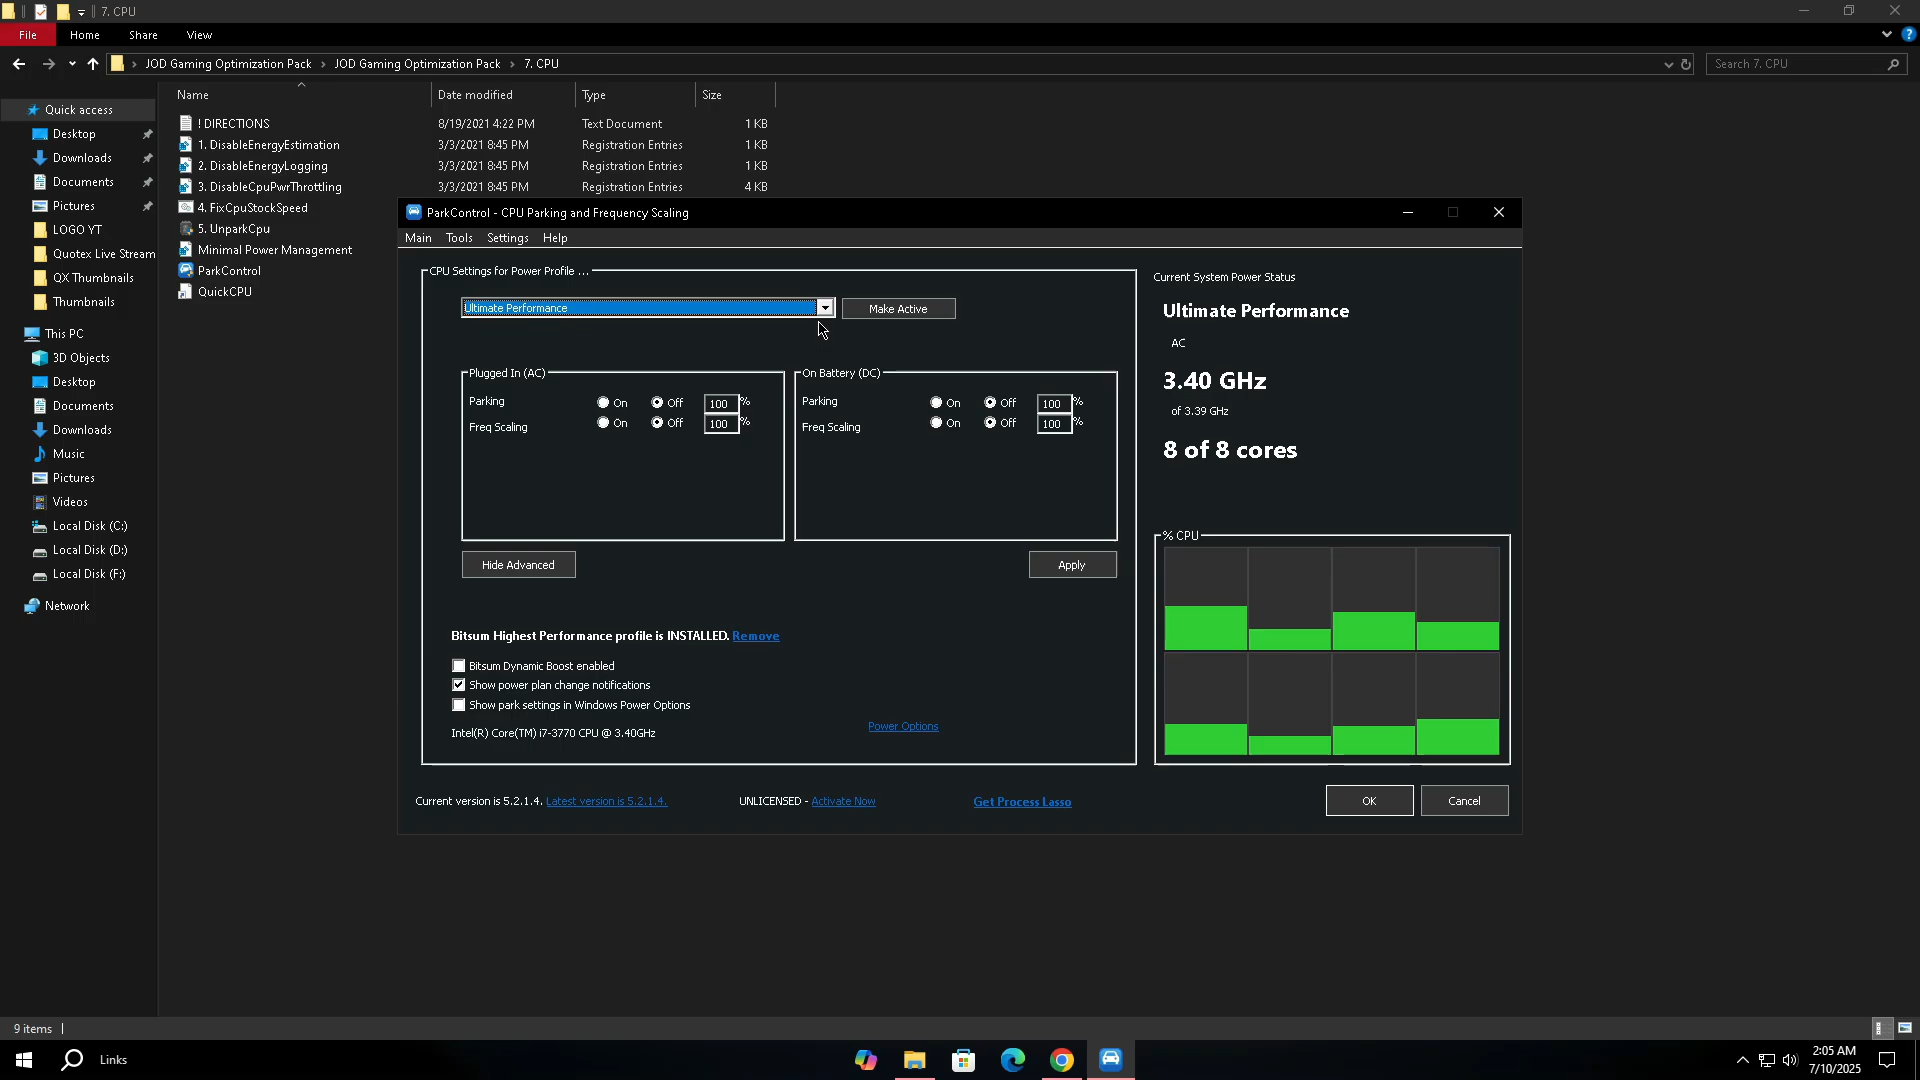 7. CPU
File
Home
Share
View
JOD Gaming Optimization Pack
JOD Gaming Optimization Pack
7. CPU
Search 7. CPU
Name
Date modified
Type
Size
Quick access
Desktop
Downloads
Documents
Pictures
LOGO YT
Quotex Live Stream
QX Thumbnails
Thumbnails
This PC
3D Objects
Desktop
Documents
Downloads
Music
Pictures
Videos
Local Disk (C:)
Local Disk (D:)
Local Disk (F:)
Network
! DIRECTIONS 8/19/2021 4:22 PM Text Document 1 KB
1. DisableEnergyEstimation 3/3/2021 8:45 PM Registration Entries 1 KB
2. DisableEnergyLogging 3/3/2021 8:45 PM Registration Entries 1 KB
3. DisableCpuPwrThrottling 3/3/2021 8:45 PM Registration Entries 4 KB
4. FixCpuStockSpeed
5. UnparkCpu
Minimal Power Management
ParkControl
QuickCPU
ParkControl - CPU Parking and Frequency Scaling
Main Tools Settings Help
CPU Settings for Power Profile ...
Ultimate Performance
Make Active
Plugged In (AC)
Parking On Off 100 %
Freq Scaling On Off 100 %
On Battery (DC)
Parking On Off 100 %
Freq Scaling On Off 100 %
Hide Advanced
Apply
Bitsum Highest Performance profile is INSTALLED. Remove
Bitsum Dynamic Boost enabled
Show power plan change notifications
Show park settings in Windows Power Options
Power Options
Intel(R) Core(TM) i7-3770 CPU @ 3.40GHz
Current System Power Status
Ultimate Performance
AC
3.40 GHz
of 3.39 GHz
8 of 8 cores
% CPU
Current version is 5.2.1.4. Latest version is 5.2.1.4.
UNLICENSED - Activate Now
Get Process Lasso
OK
Cancel
9 items
Links
2:05 AM
7/10/2025